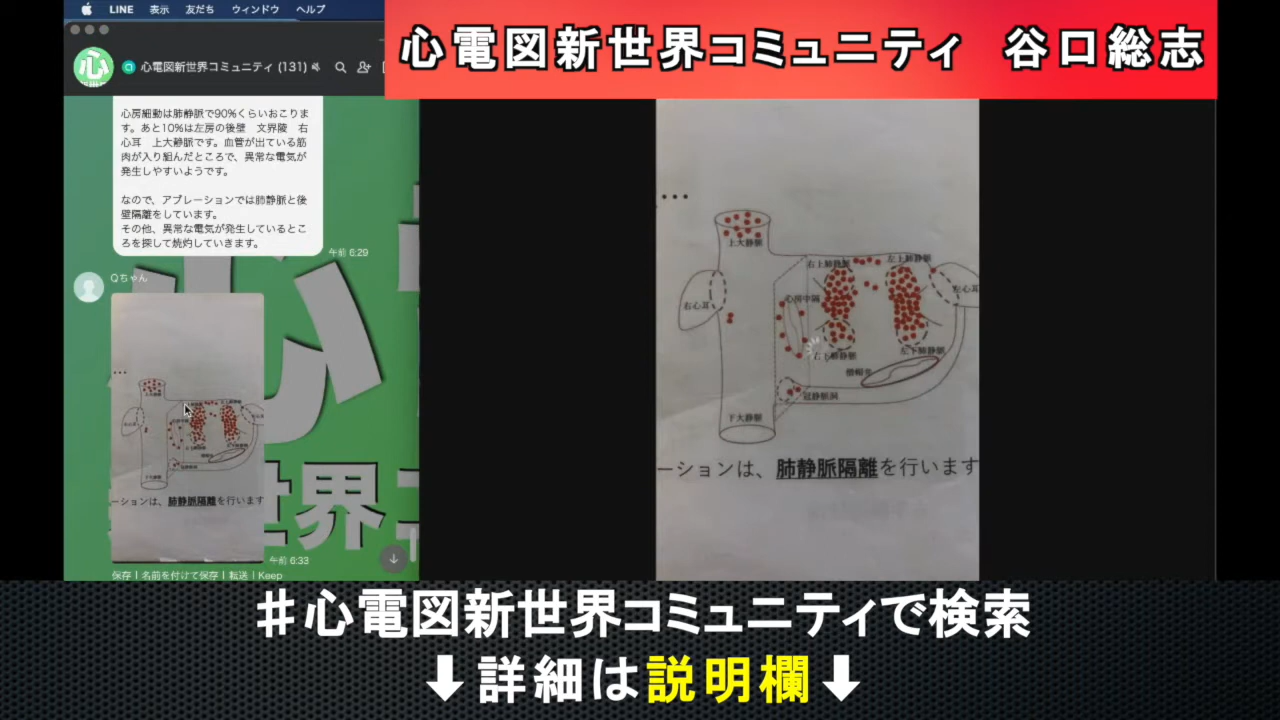 LINE 表示 友だち ウィンドウ ヘルプ
心電図新世界コミュニティ (131)
心電図新世界コミュニティ 谷口総志
心房細動は肺静脈で90%くらいおこりま
す。あと10%は左房の後壁 文界陵 右
心耳 上大静脈です。血管が出ている筋
肉が入り組んだところで、異常な電気が
発生しやすいようです。
なので、アブレーションでは肺静脈と後
壁隔離をしています。
その他、異常な電気が発生しているとこ
ろを探して焼灼していきます。
午前 6:29
Qちゃん
ーションは、肺静脈隔離を行います
午前 6:33
保存 | 名前を付けて保存 | 転送 | Keep
世界コ
上大静脈
右上肺静脈
左上肺静脈
右心耳
心房中隔
左心耳
右下肺静脈
左下肺静脈
僧帽弁
冠静脈洞
下大静脈
ーションは、肺静脈隔離を行います
#心電図新世界コミュニティで検索
↓詳細は説明欄↓